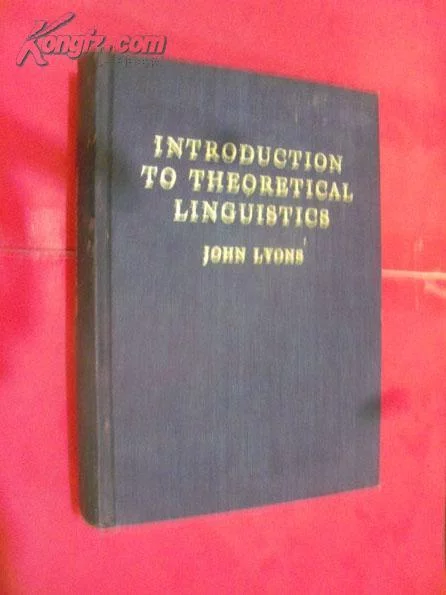 Kongfz.com
INTRODUCTION
TO THEORETICAL
LINGUISTICS
JOHN LYONS